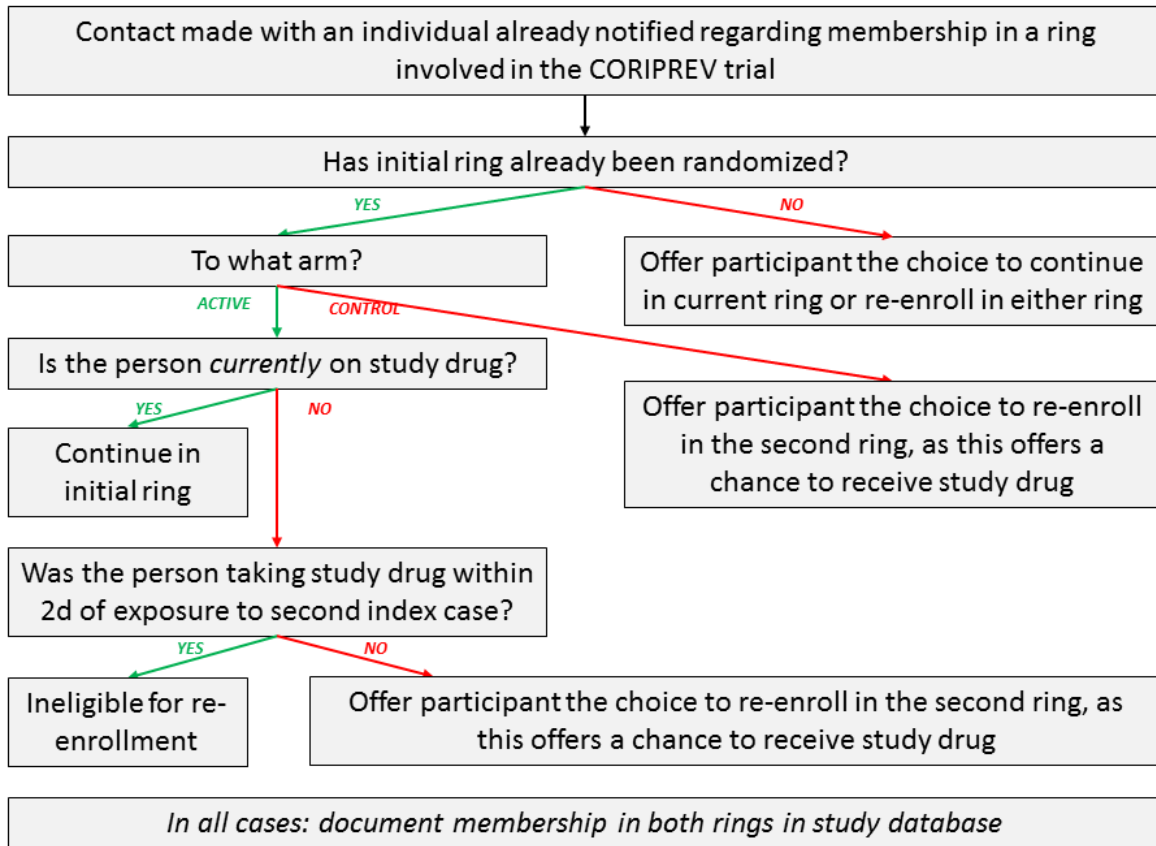 Contact made with an individual already notified regarding membership in a ring
involved in the CORIPREV trial
Has initial ring already been randomized?
YES
NO
To what arm?
Offer participant the choice to continue
in current ring or re-enroll in either ring
ACTIVE
CONTROL
Is the person currently on study drug?
Offer participant the choice to re-enroll
in the second ring, as this offers a
chance to receive study drug
YES
NO
Continue in
initial ring
Was the person taking study drug within
2d of exposure to second index case?
YES
NO
Ineligible for re-
enrollment
Offer participant the choice to re-enroll in the second ring, as
this offers a chance to receive study drug
In all cases: document membership in both rings in study database